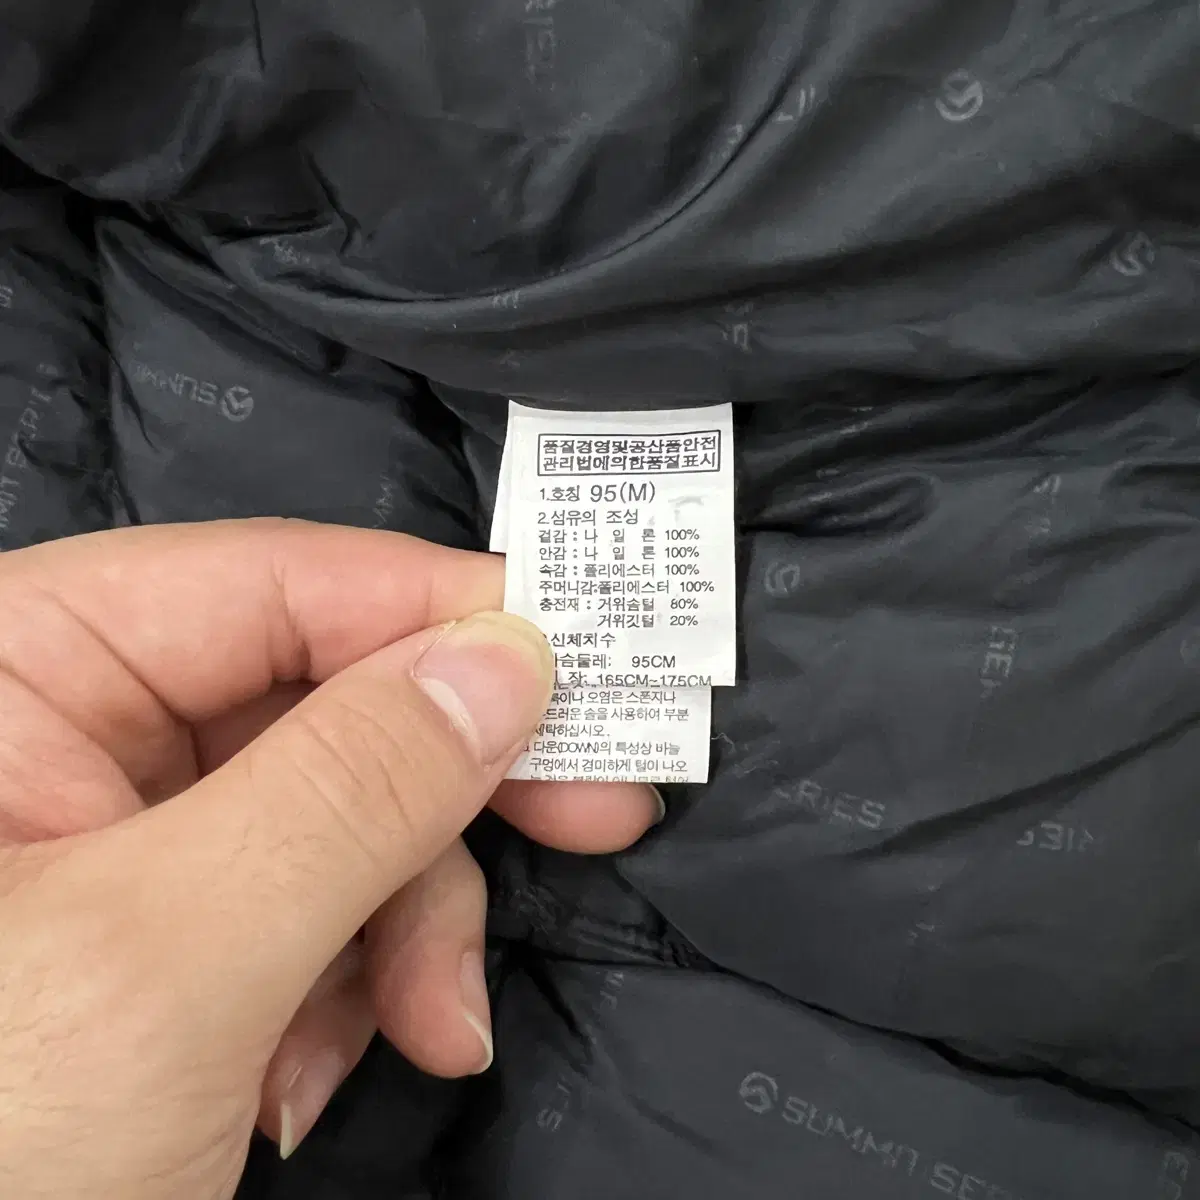 품질경영및공산품안전
관리법에의한품질표시
1.호칭 95(M)
2.섬유의 조성
겉감 : 나 일 론 100%
안감 : 나 일 론 100%
속감 : 폴리에스터 100%
주머니감:폴리에스터 100%
충전재 : 거위솜털 80%
거위깃털 20%
신체치수
가슴둘레: 95CM
장: 165CM~175CM
이나 오염은 스폰지나
드러운 솔을 사용하여 부분
세탁하십시오.
다운(DOWN)의 특성상 바늘
구멍에서 경미하게 털이 나오
SUMMIT
SERIES
SUMMIT SE